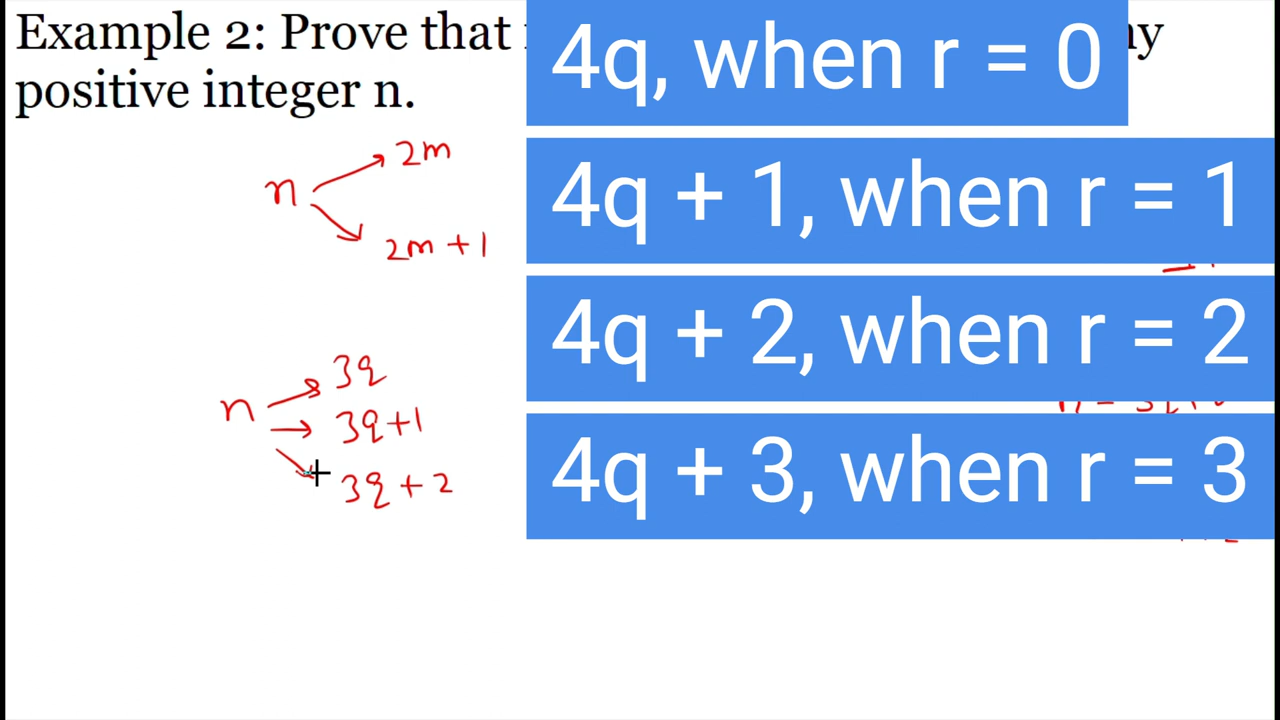 Example 2: Prove that
positive integer n.
4q, when r = 0
4q + 1, when r = 1
4q + 2, when r = 2
4q + 3, when r = 3
n
2m
2m + 1
n
3q
3q+1
3q + 2